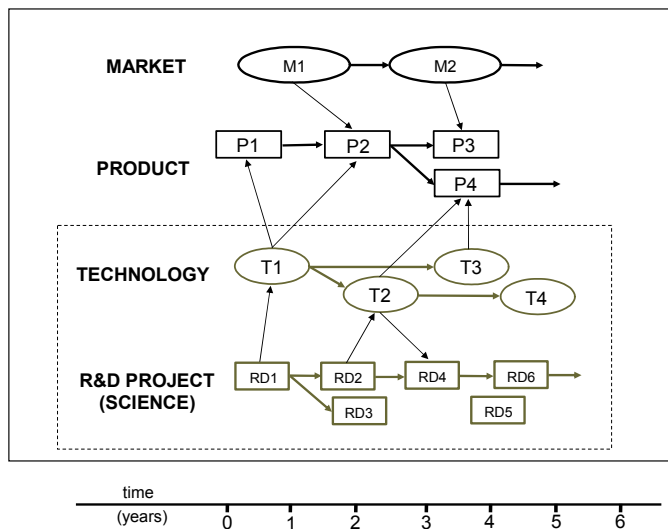 MARKET
M1
M2
P1
P2
P3
PRODUCT
P4
TECHNOLOGY
T1
T3
T2
T4
R&D PROJECT
(SCIENCE)
RD1
RD2
RD4
RD6
RD3
RD5
time
(years)
0 1 2 3 4 5 6